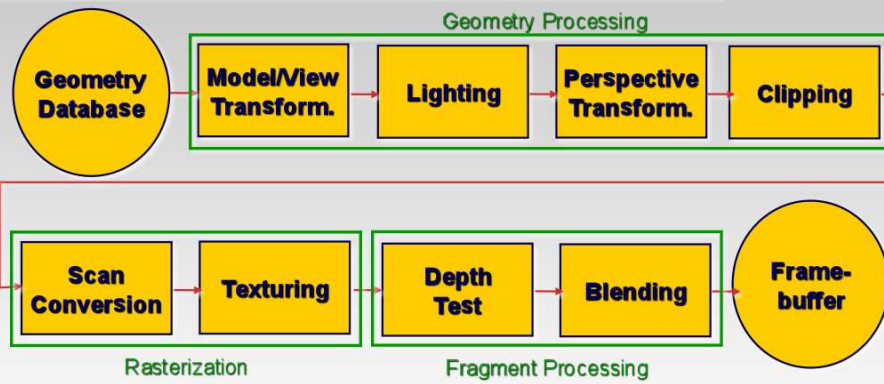 Geometry Processing
Geometry
Database
Model/View
Transform.
Lighting
Perspective
Transform.
Clipping
Scan
Conversion
Texturing
Depth
Test
Blending
Frame-
buffer
Rasterization
Fragment Processing